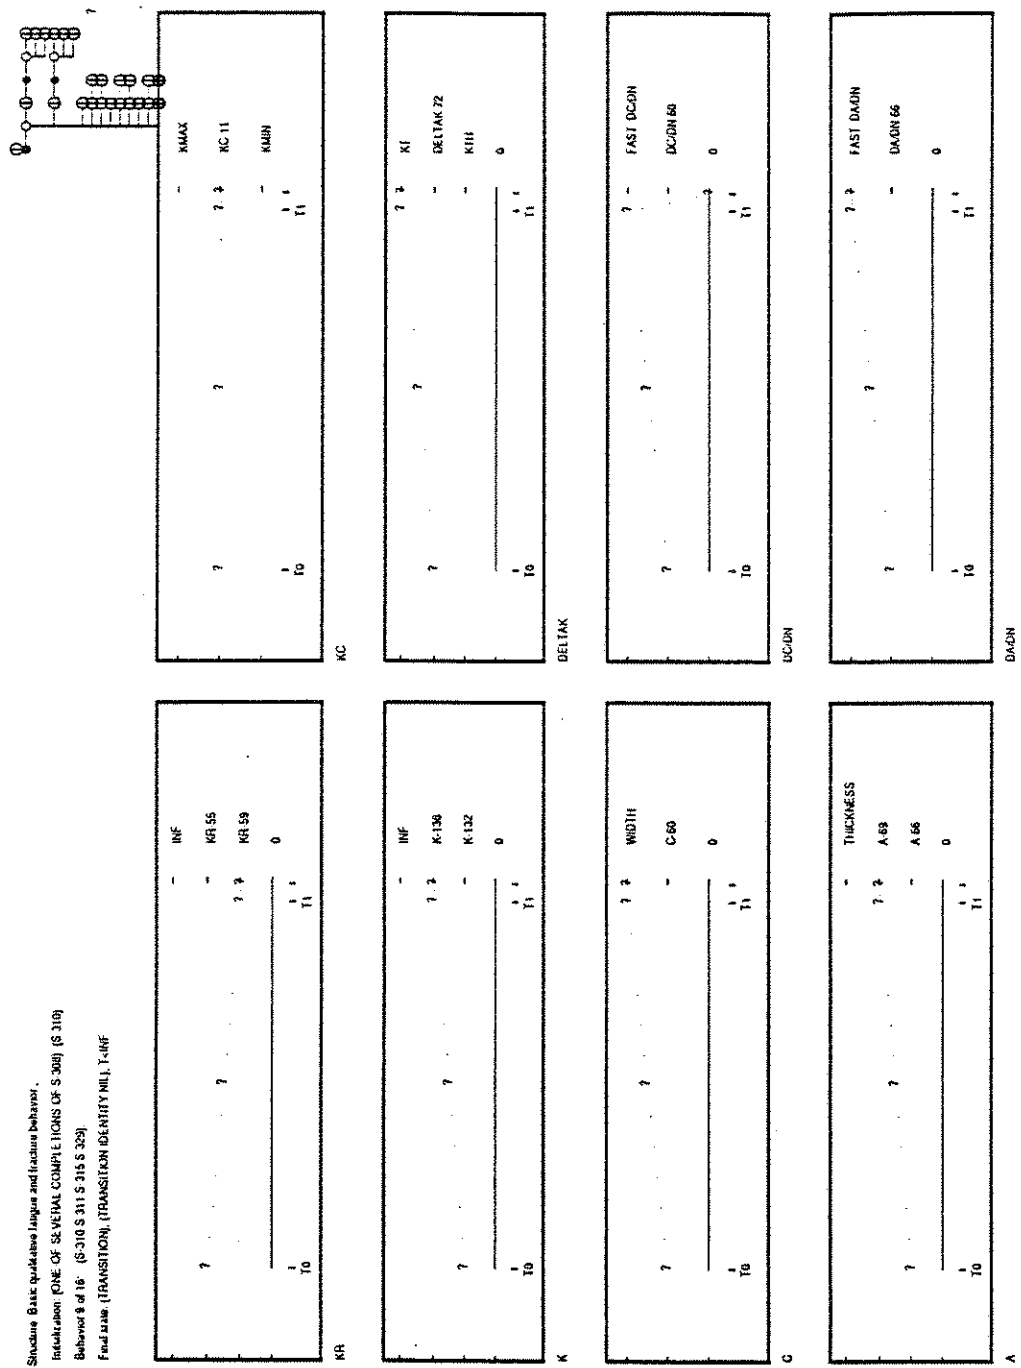 Structure: Basic qualitative fatigue and fracture behavior.
Initialization: (ONE OF SEVERAL COMPLETIONS OF S-308) (S-310)
Behavior 9 of 16: (S-310 S-311 S-315 S-329).
Final state: (TRANSITION), (TRANSITION IDENTITY NIL), T<INF
INF
KR-55
KR-59
0
T0
T1
KR
KMAX
KC 11
KMIN
T0
T1
KC
INF
K-138
K-132
0
T0
T1
K
KF
DELTAK 72
KTH
0
T0
T1
DELTAK
WIDTH
C-60
0
T0
T1
C
FAST DC/DN
DC/DN 60
0
T0
T1
DC/DN
THICKNESS
A-69
A-66
0
T0
T1
A
FAST DA/DN
DA/DN 66
0
T0
T1
DA/DN